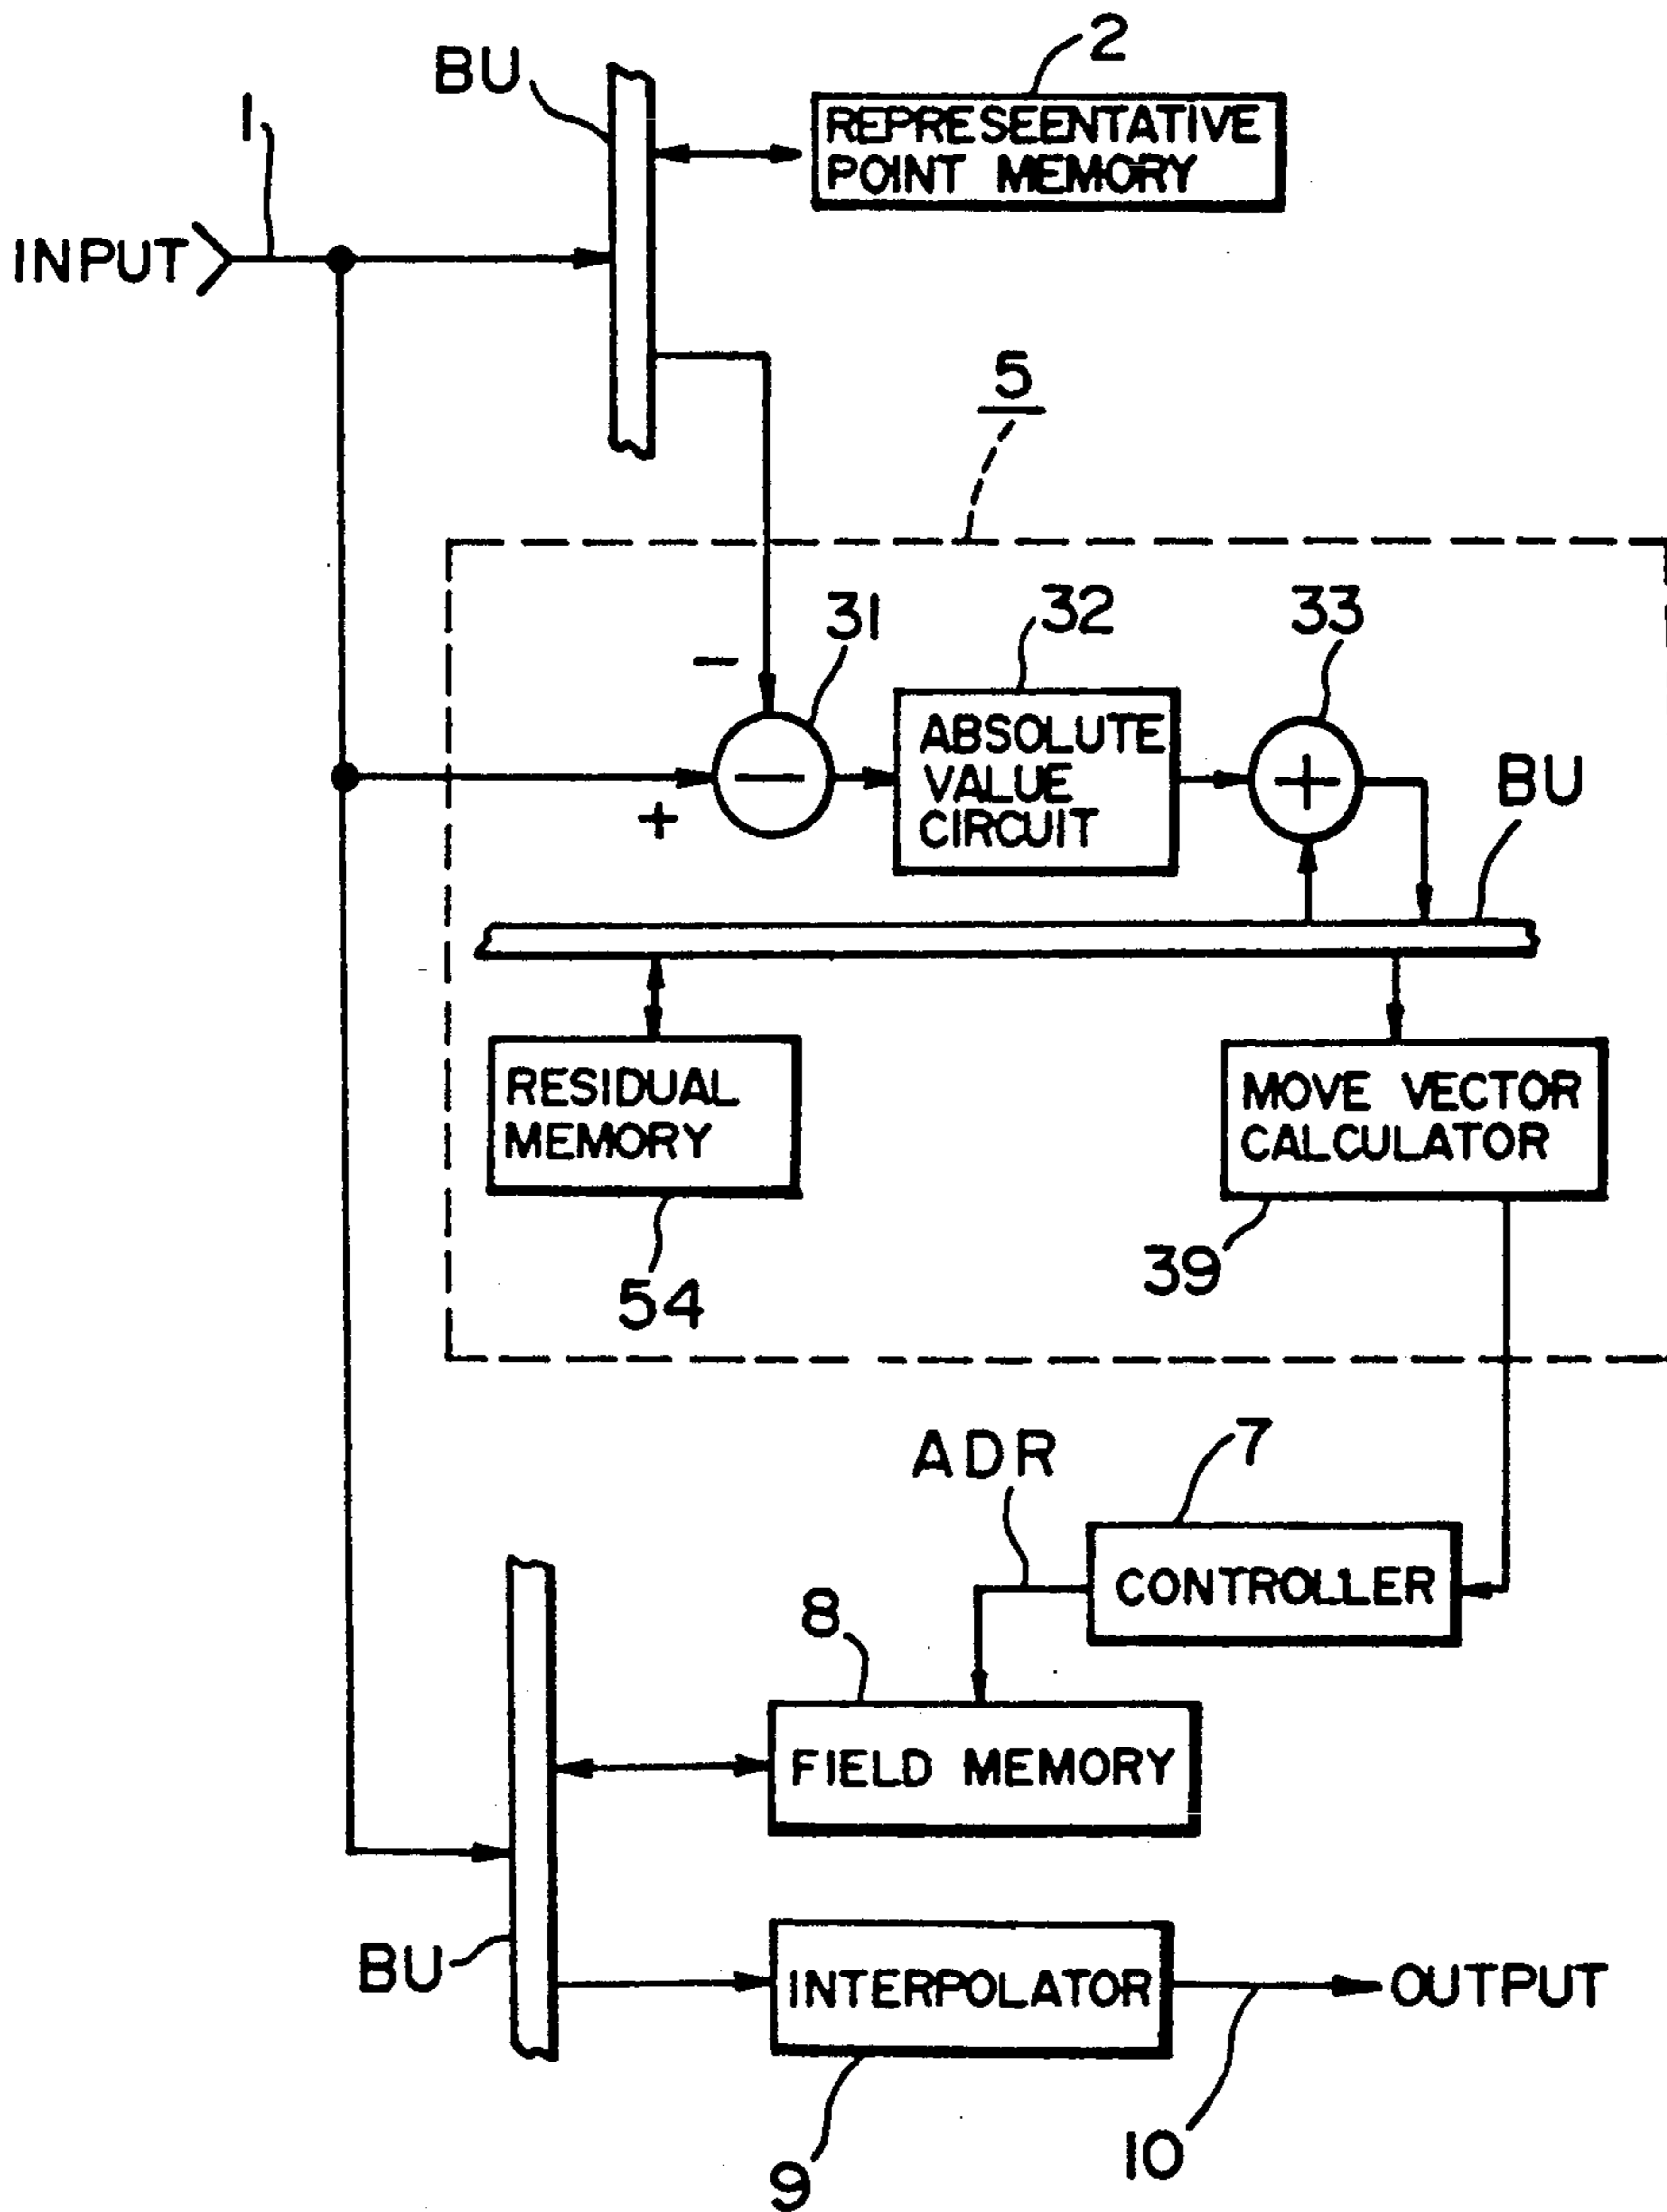 2
BU
REPRESEENTATIVE
POINT MEMORY
1
INPUT
5
31
32
33
−
ABSOLUTE
VALUE
CIRCUIT
−
+
+
BU
RESIDUAL
MEMORY
MOVE VECTOR
CALCULATOR
54
39
ADR
7
CONTROLLER
8
FIELD MEMORY
BU
INTERPOLATOR
OUTPUT
9
10